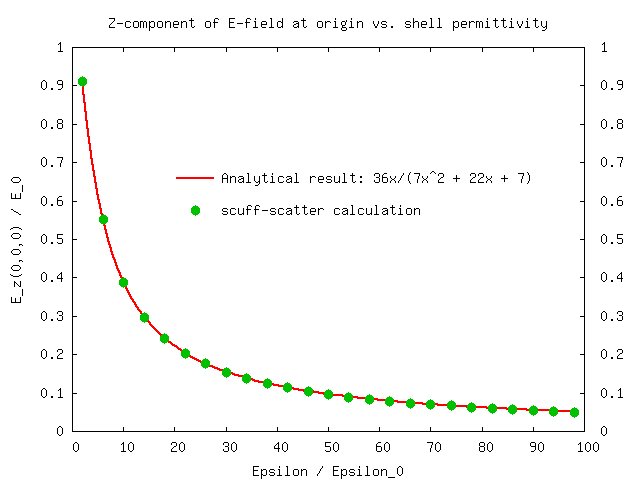 Z-component of E-field at origin vs. shell permittivity
1 1
0.9 0.9
0.8 0.8
0.7 0.7
Analytical result: 36x/(7x^2 + 22x + 7)
0.6 0.6
scuff-scatter calculation
0.5 0.5
0.4 0.4
0.3 0.3
0.2 0.2
0.1 0.1
0 0
E_z(0,0,0) / E_0
0 10 20 30 40 50 60 70 80 90 100
Epsilon / Epsilon_0